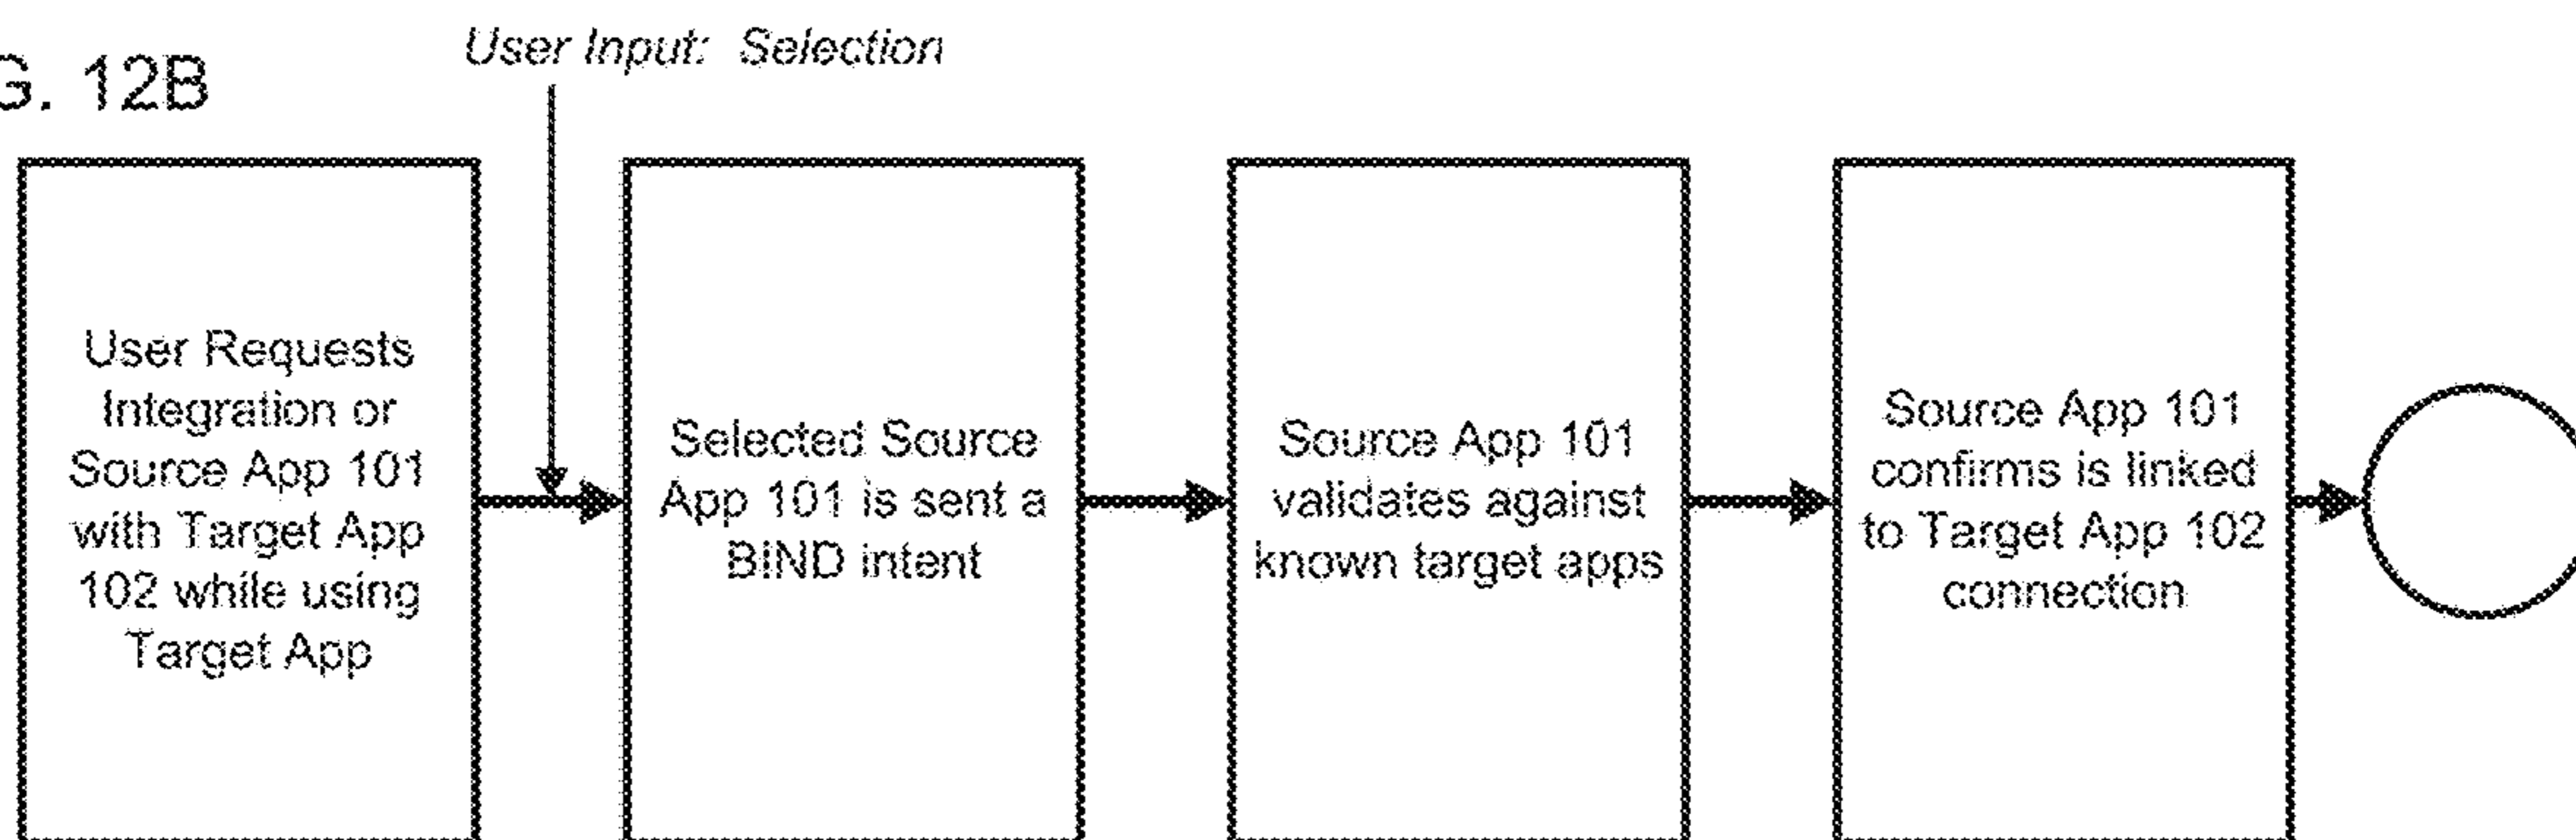 G. 12B
User Input: Selection
User Requests
Integration or
Source App 101
with Target App
102 while using
Target App
Selected Source
App 101 is sent a
BIND intent
Source App 101
validates against
known target apps
Source App 101
confirms is linked
to Target App 102
connection